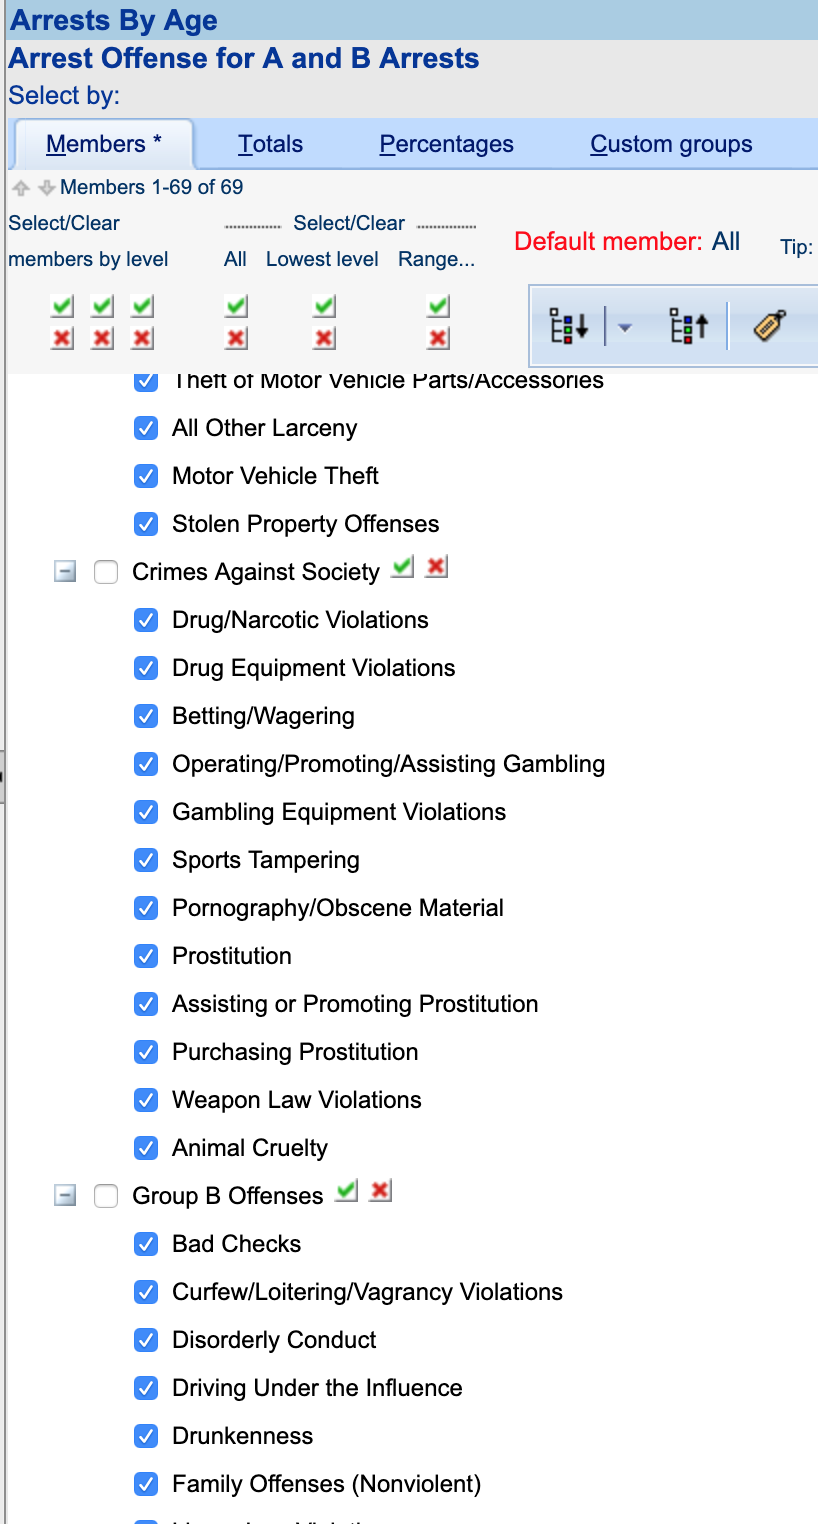 Arrests By Age
Arrest Offense for A and B Arrests
Select by:
Members * Totals Percentages Custom groups
Members 1-69 of 69
Select/Clear Select/Clear
members by level All Lowest level Range...
Default member: All Tip:
Theft of Motor Vehicle Parts/Accessories
All Other Larceny
Motor Vehicle Theft
Stolen Property Offenses
Crimes Against Society
Drug/Narcotic Violations
Drug Equipment Violations
Betting/Wagering
Operating/Promoting/Assisting Gambling
Gambling Equipment Violations
Sports Tampering
Pornography/Obscene Material
Prostitution
Assisting or Promoting Prostitution
Purchasing Prostitution
Weapon Law Violations
Animal Cruelty
Group B Offenses
Bad Checks
Curfew/Loitering/Vagrancy Violations
Disorderly Conduct
Driving Under the Influence
Drunkenness
Family Offenses (Nonviolent)